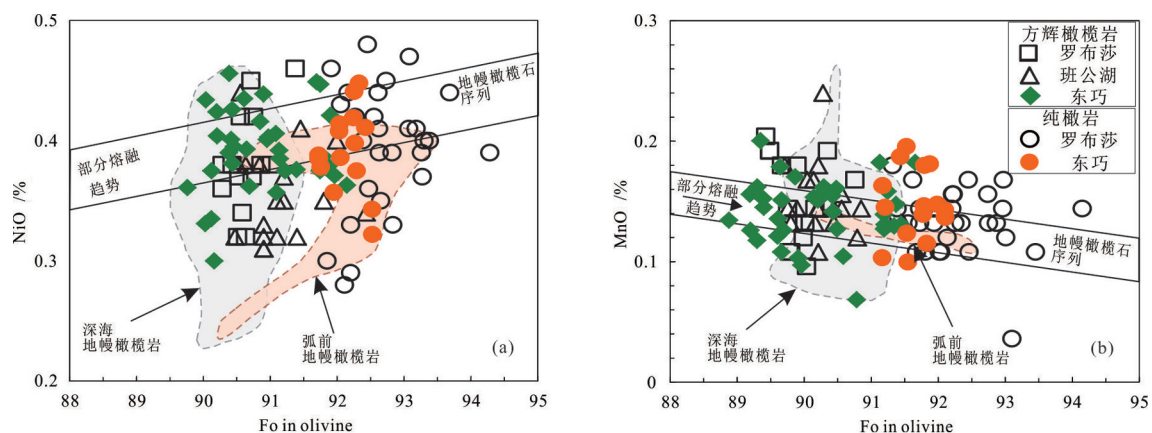 0.5
0.4
0.3
0.2
NiO /%
88
89
90
91
92
93
94
95
Fo in olivine
部分熔融
趋势
地幔橄榄石
序列
深海
地幔橄榄岩
弧前
地幔橄榄岩
(a)
0.3
0.2
0.1
0
MnO /%
88
89
90
91
92
93
94
95
Fo in olivine
方辉橄榄岩
罗布莎
班公湖
东巧
纯橄岩
罗布莎
东巧
部分熔融
趋势
地幔橄榄石
序列
深海
地幔橄榄岩
弧前
地幔橄榄岩
(b)